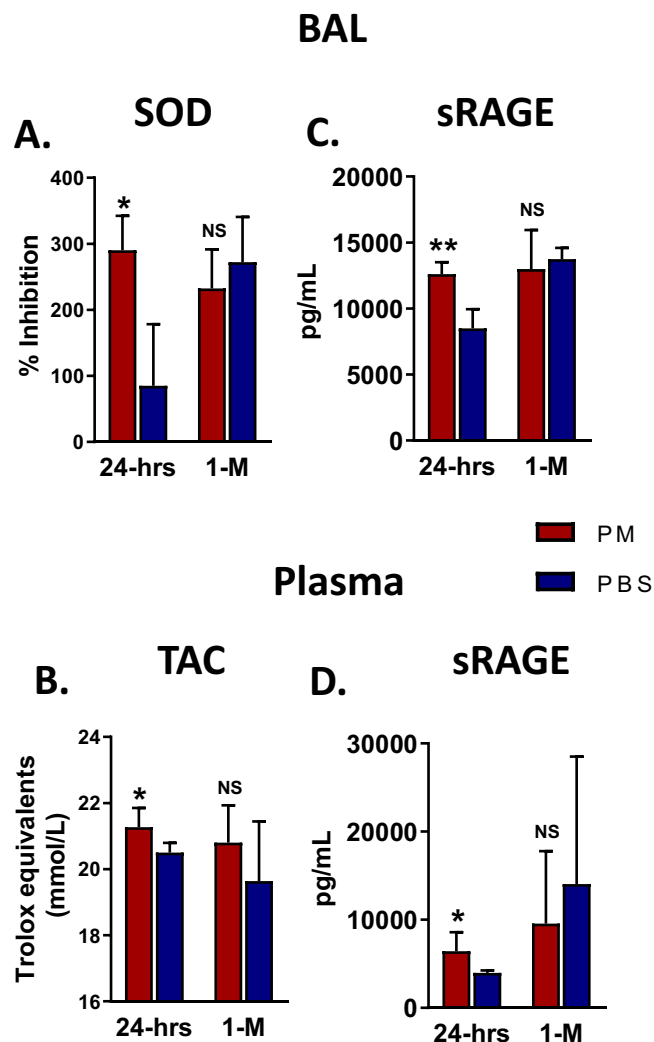 BAL
SOD
sRAGE
A.
C.
% Inhibition
400
300
200
100
0
*
NS
24-hrs
1-M
pg/mL
20000
15000
10000
5000
0
**
NS
24-hrs
1-M
PM
PBS
Plasma
TAC
sRAGE
B.
D.
Trolox equivalents
(mmol/L)
24
22
20
18
16
*
NS
24-hrs
1-M
pg/mL
30000
20000
10000
0
*
NS
24-hrs
1-M